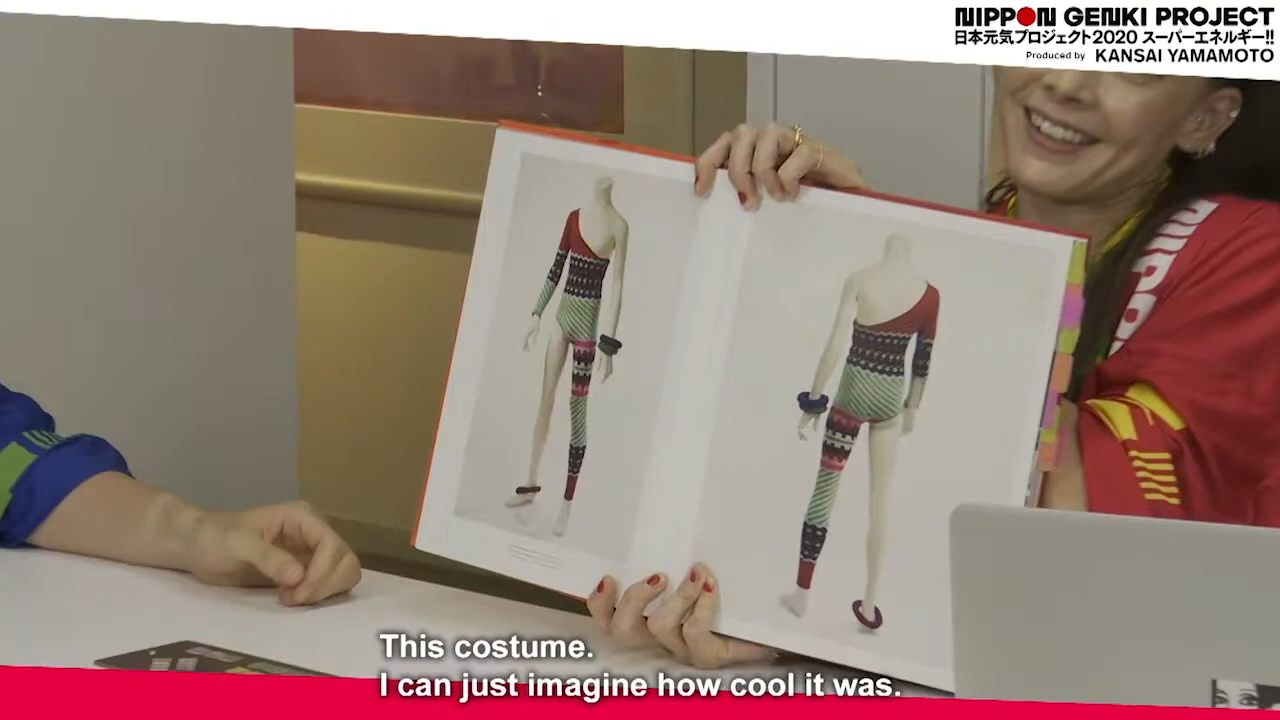 NIPPON GENKI PROJECT
日本元気プロジェクト2020 スーパーエネルギー!!
Produced by KANSAI YAMAMOTO
This costume.
I can just imagine how cool it was.